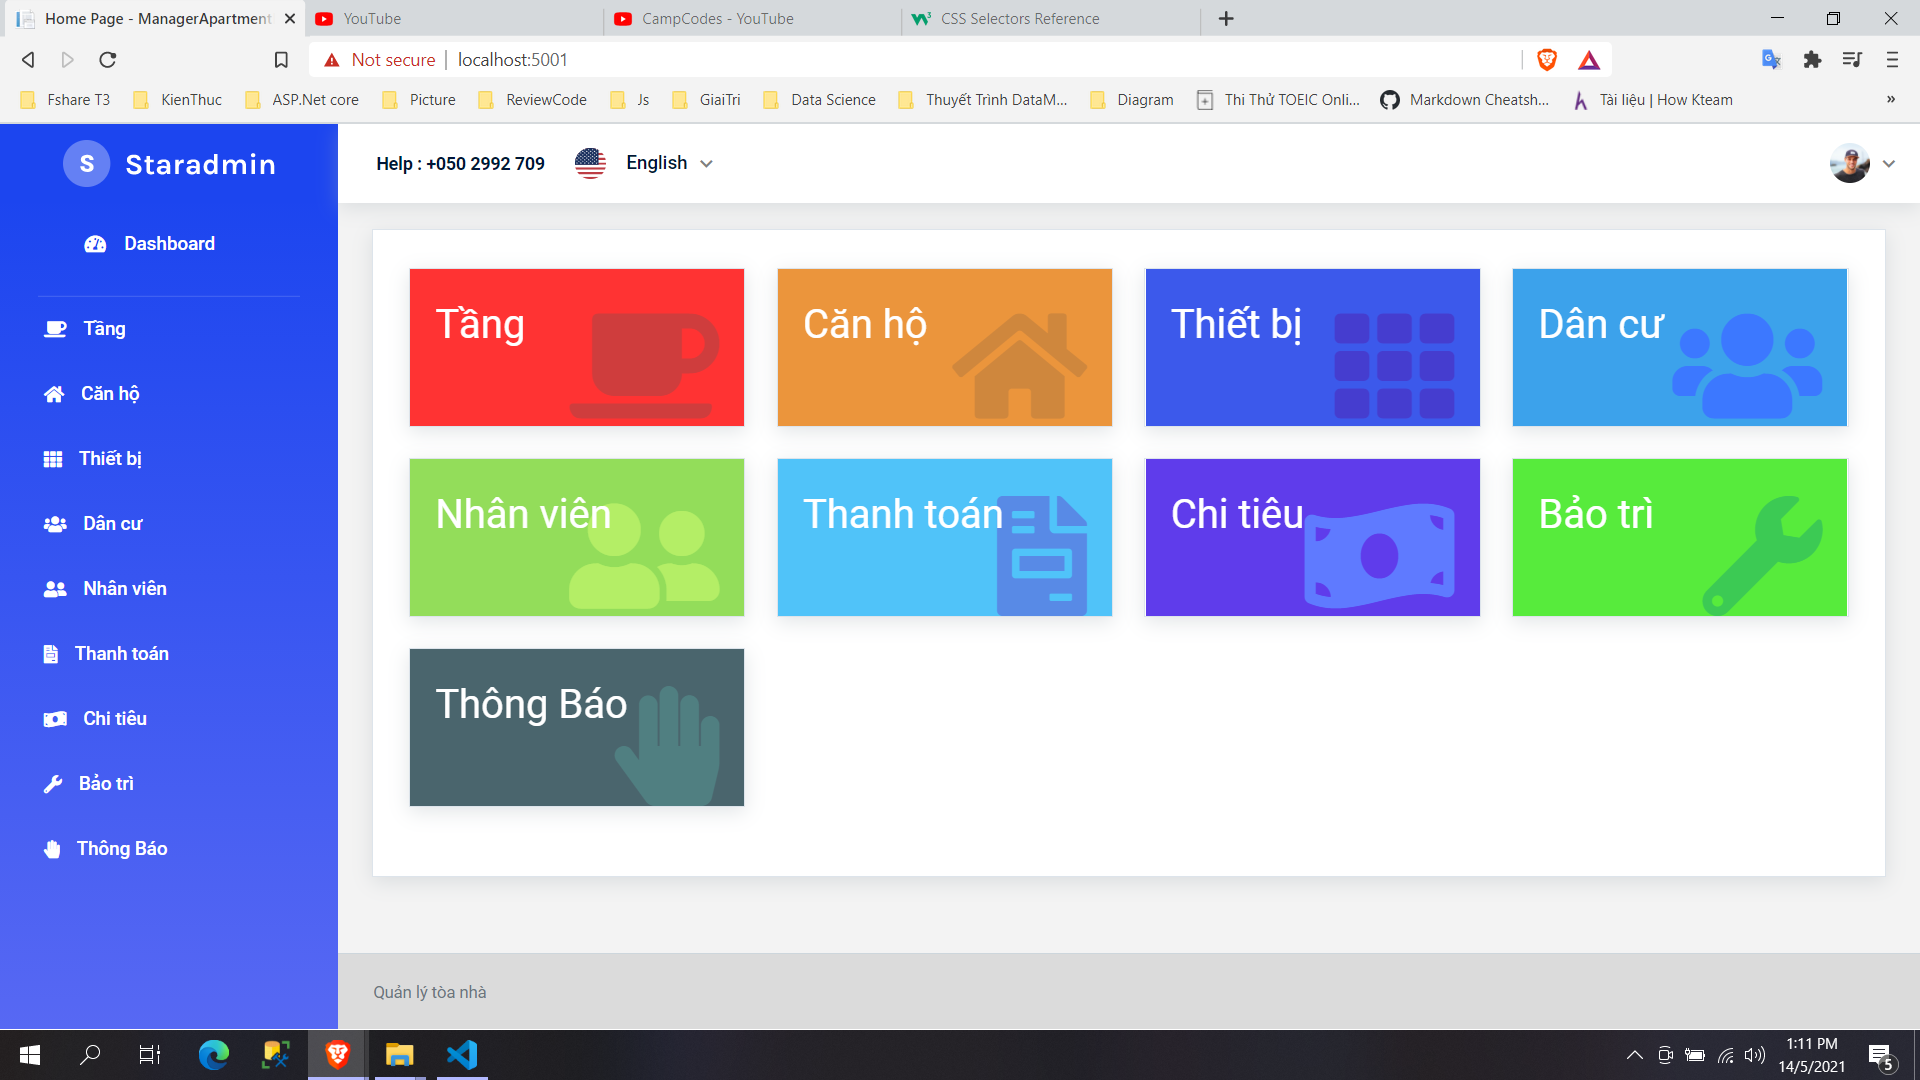 Home Page - ManagerApartment
YouTube
CampCodes - YouTube
CSS Selectors Reference
Not secure
localhost:5001
Fshare T3
KienThuc
ASP.Net core
Picture
ReviewCode
Js
GiaiTri
Data Science
Thuyết Trình DataM...
Diagram
Thi Thử TOEIC Onli...
Markdown Cheatsh...
Tài liệu | How Kteam
»
S Staradmin
Help : +050 2992 709
English
Dashboard
Tầng
Căn hộ
Thiết bị
Dân cư
Nhân viên
Thanh toán
Chi tiêu
Bảo trì
Thông Báo
Tầng
Căn hộ
Thiết bị
Dân cư
Nhân viên
Thanh toán
Chi tiêu
Bảo trì
Thông Báo
Quản lý tòa nhà
1:11 PM
14/5/2021
5